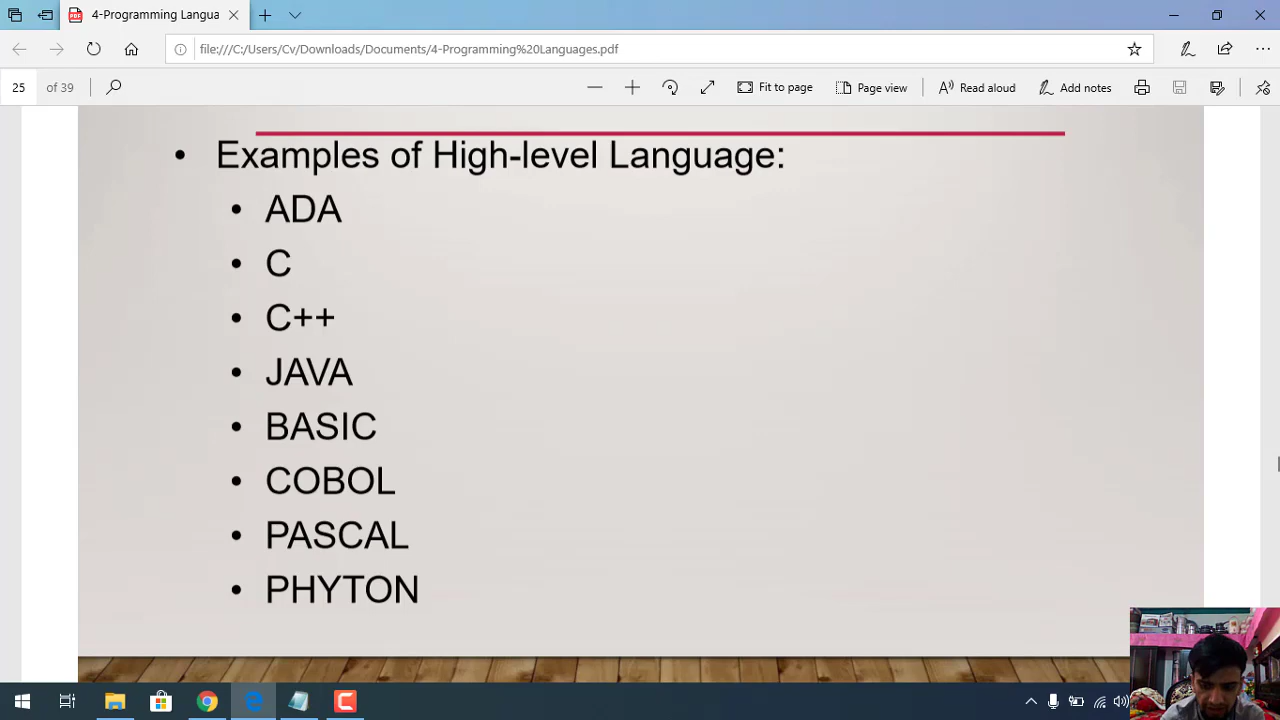 4-Programming Languag
file:///C:/Users/Cv/Downloads/Documents/4-Programming%20Languages.pdf
25 of 39
Fit to page
Page view
Read aloud
Add notes
• Examples of High-level Language:
• ADA
• C
• C++
• JAVA
• BASIC
• COBOL
• PASCAL
• PHYTON